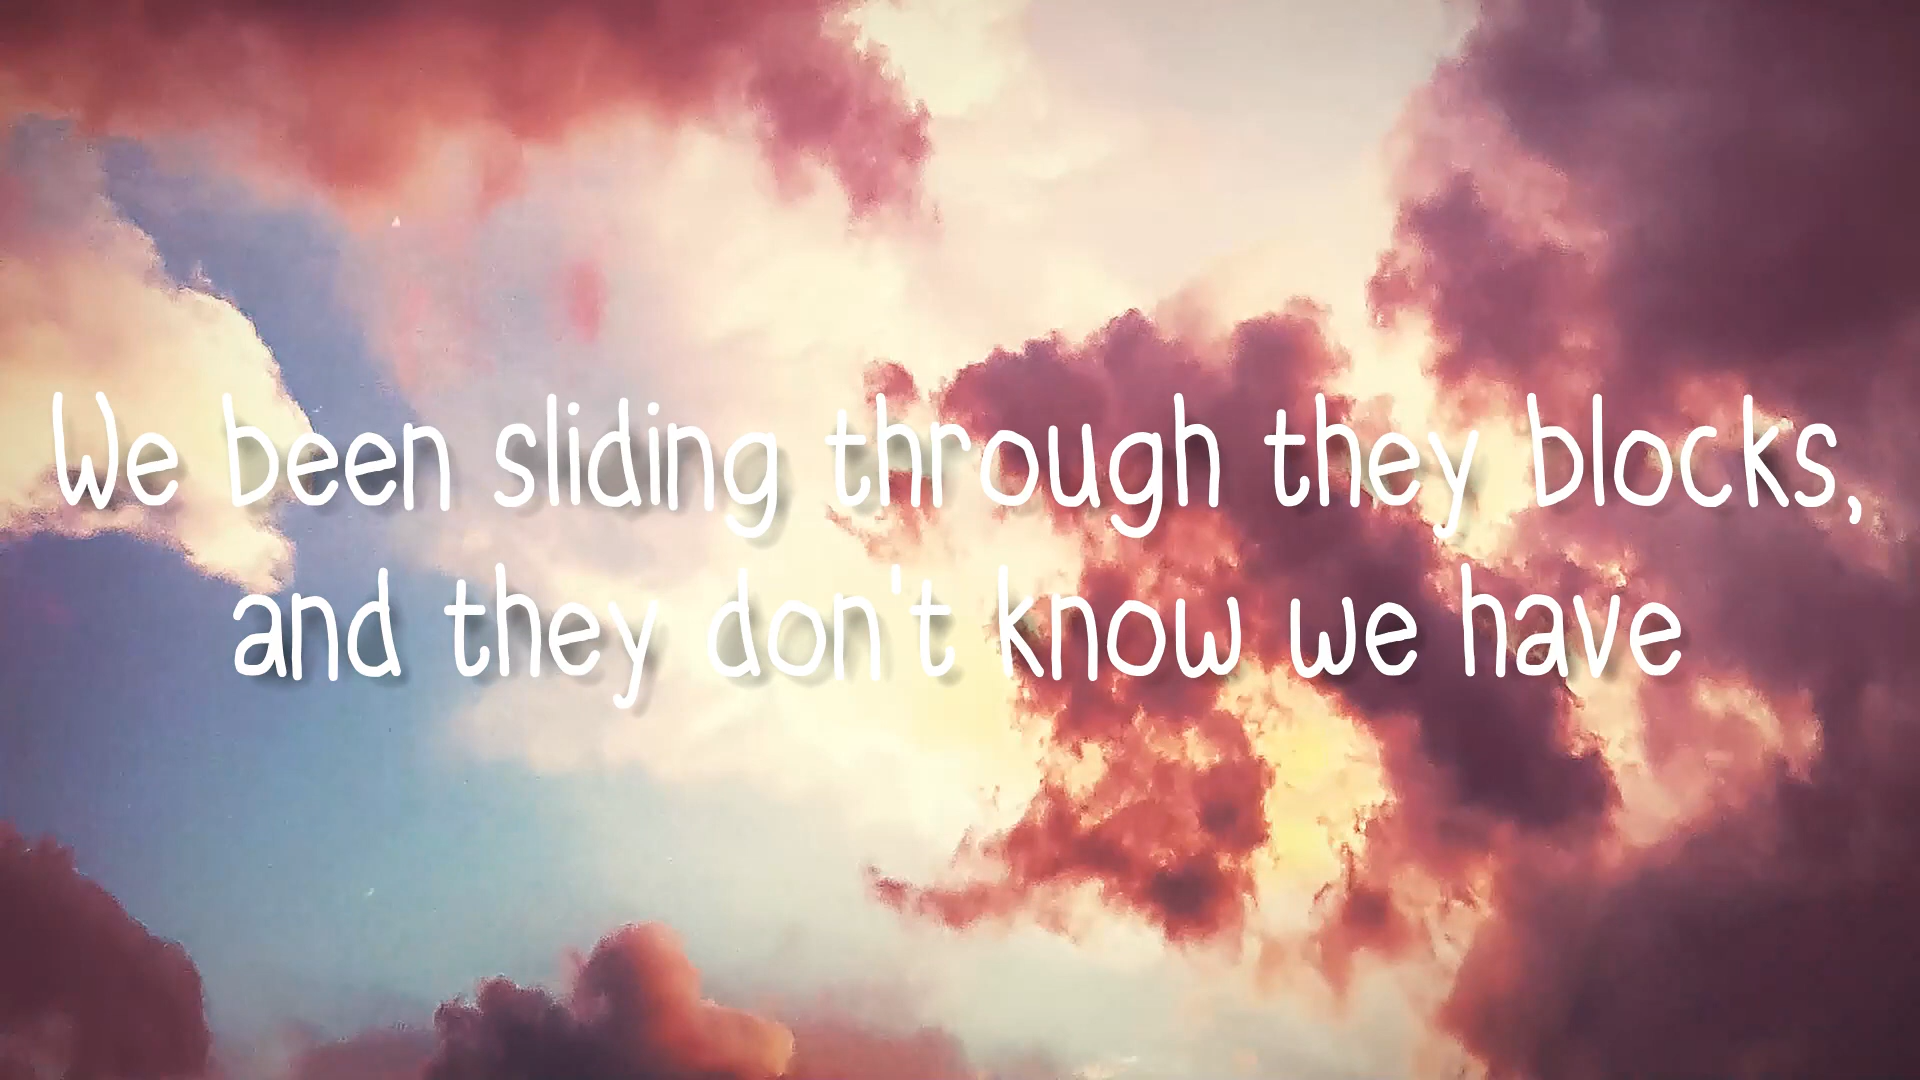 We been sliding through they blocks,
and they don't know we have